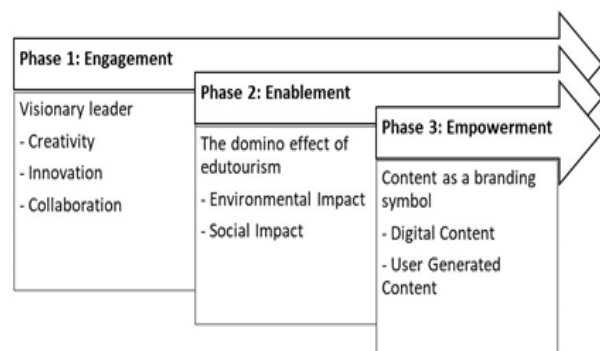 Phase 1: Engagement
Visionary leader
- Creativity
- Innovation
- Collaboration
Phase 2: Enablement
The domino effect of
edutourism
- Environmental Impact
- Social Impact
Phase 3: Empowerment
Content as a branding
symbol
- Digital Content
- User Generated
Content